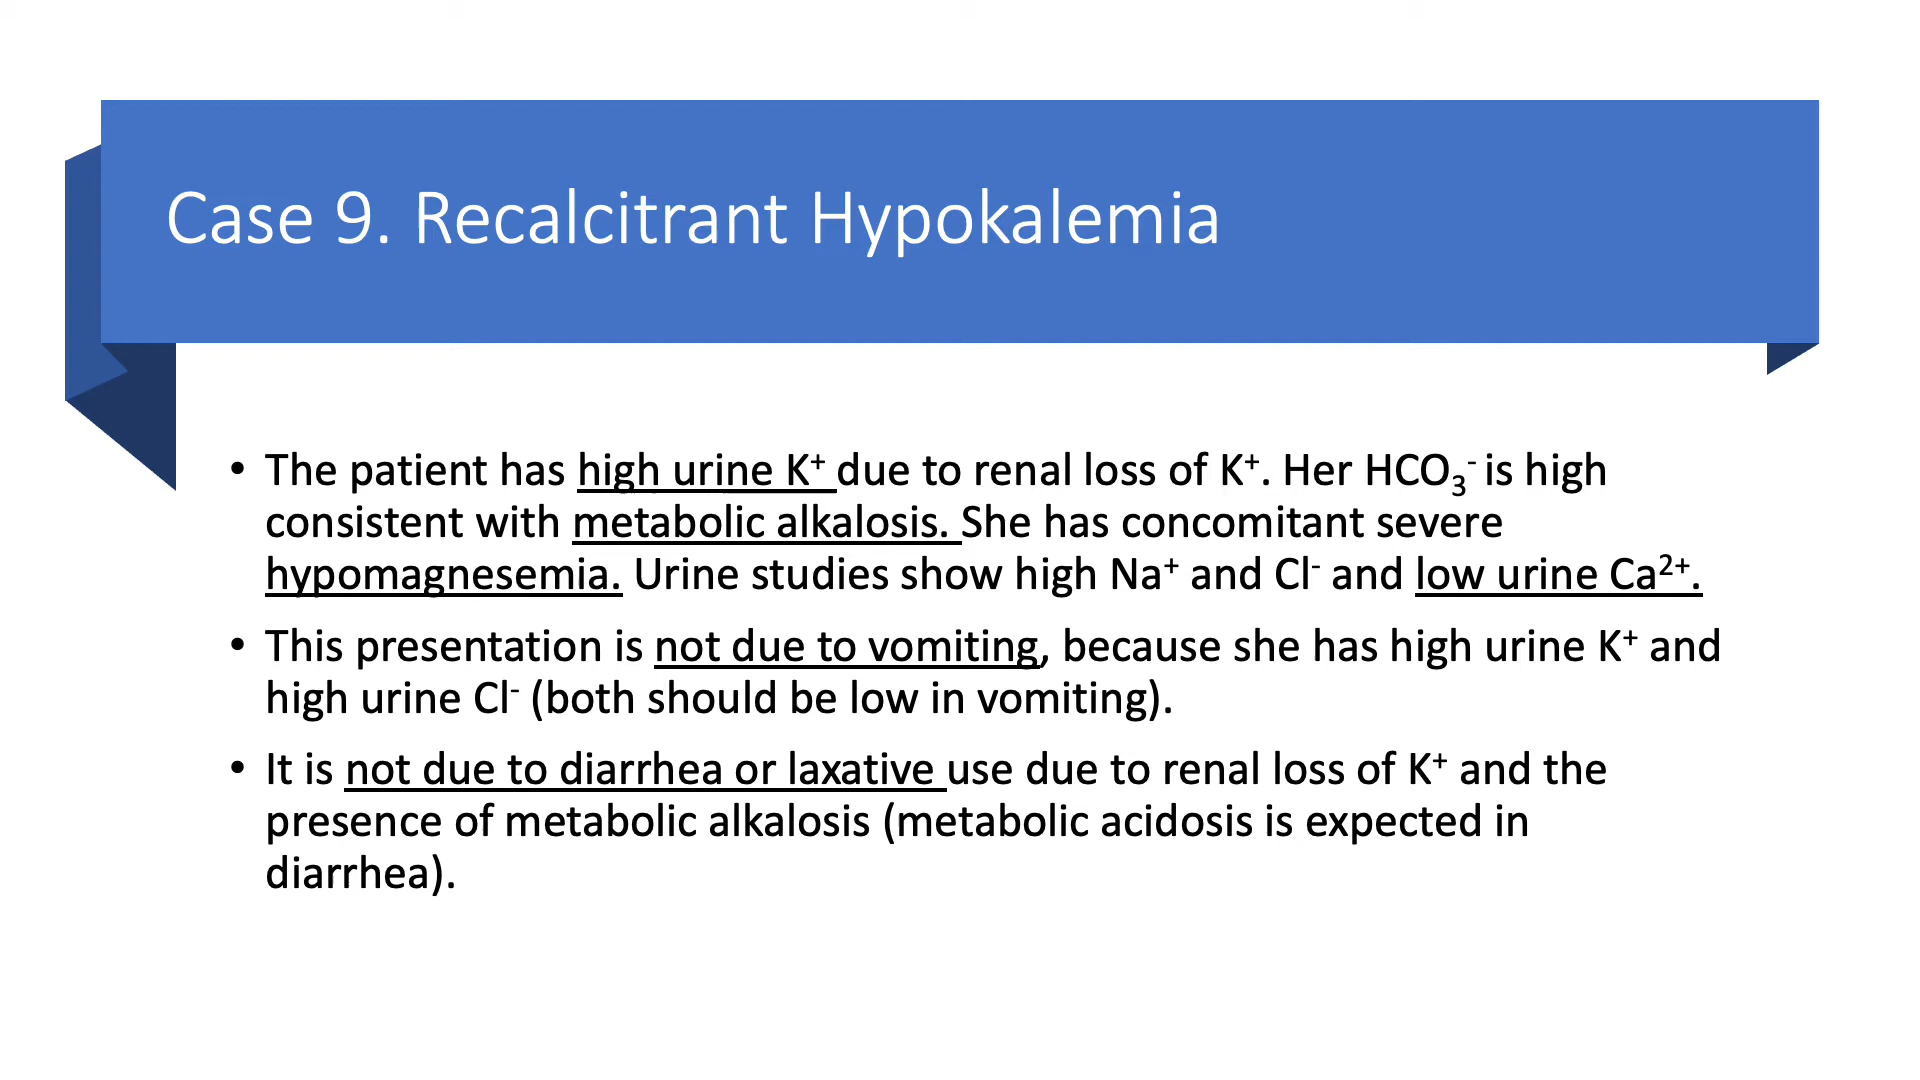 Case 9. Recalcitrant Hypokalemia
• The patient has high urine K⁺ due to renal loss of K⁺. Her HCO₃⁻ is high
consistent with metabolic alkalosis. She has concomitant severe
hypomagnesemia. Urine studies show high Na⁺ and Cl⁻ and low urine Ca²⁺.
• This presentation is not due to vomiting, because she has high urine K⁺ and
high urine Cl⁻ (both should be low in vomiting).
• It is not due to diarrhea or laxative use due to renal loss of K⁺ and the
presence of metabolic alkalosis (metabolic acidosis is expected in
diarrhea).